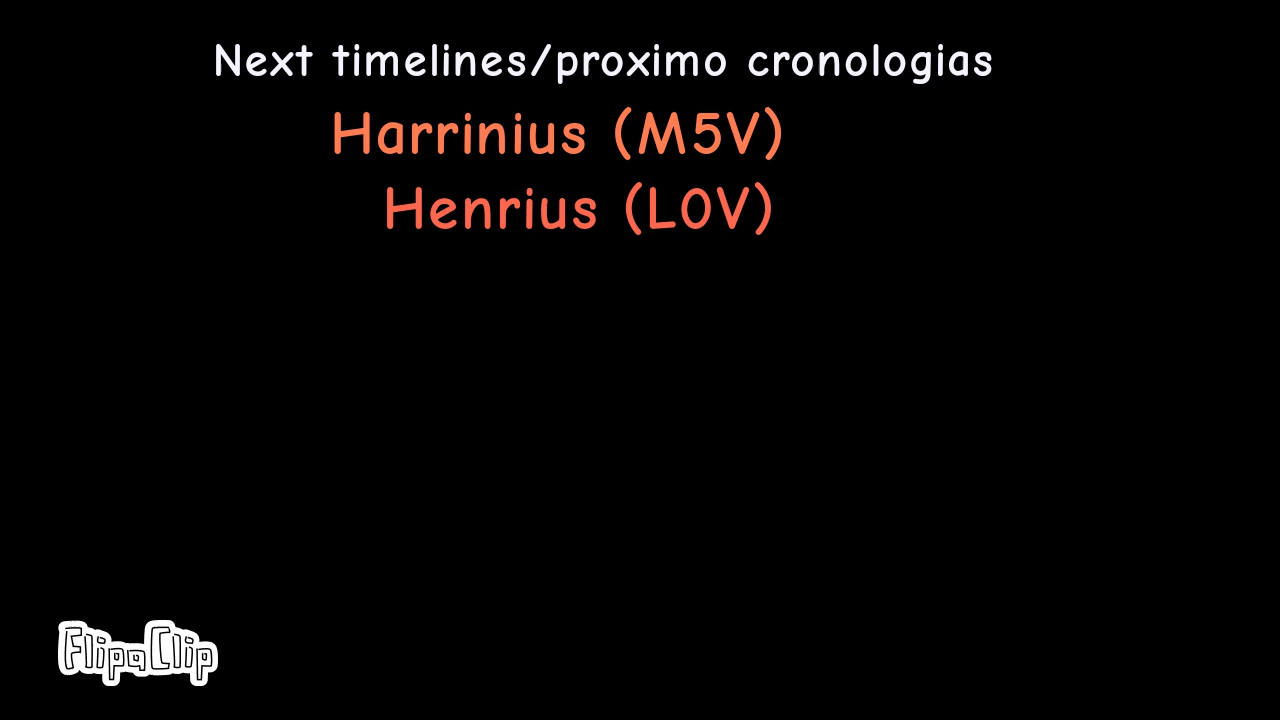 Next timelines/proximo cronologias
Harrinius (M5V)
Henrius (L0V)
FlipaClip